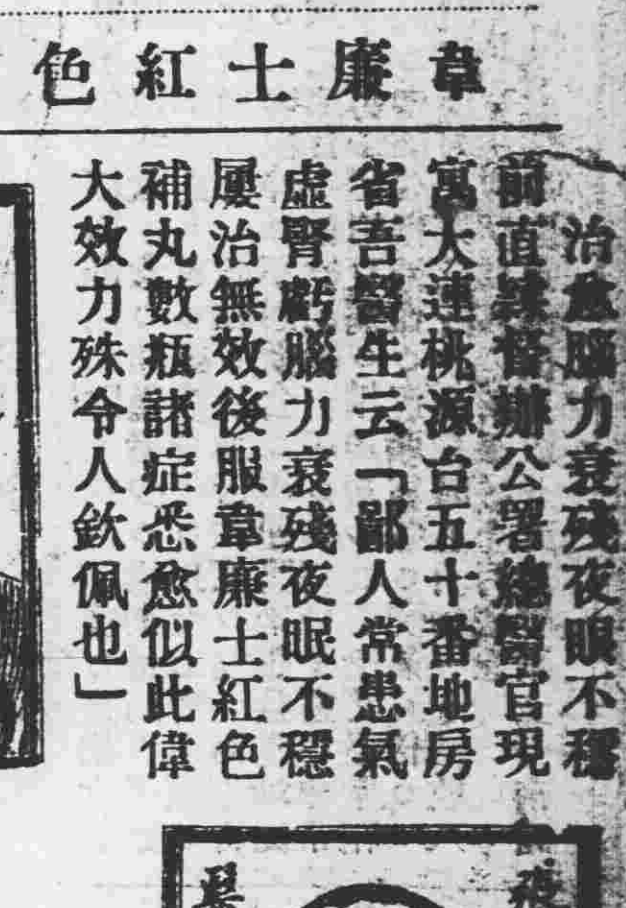 韋廉士紅色
治愈腦力衰殘夜眠不穩
前直隸督辦公署總醫官現
寓大連桃源台五十番地房
省吾醫生云「鄙人常患氣
虛腎虧腦力衰殘夜眠不穩
屢治無效後服韋廉士紅色
補丸數瓶諸症悉愈似此偉
大效力殊令人欽佩也」